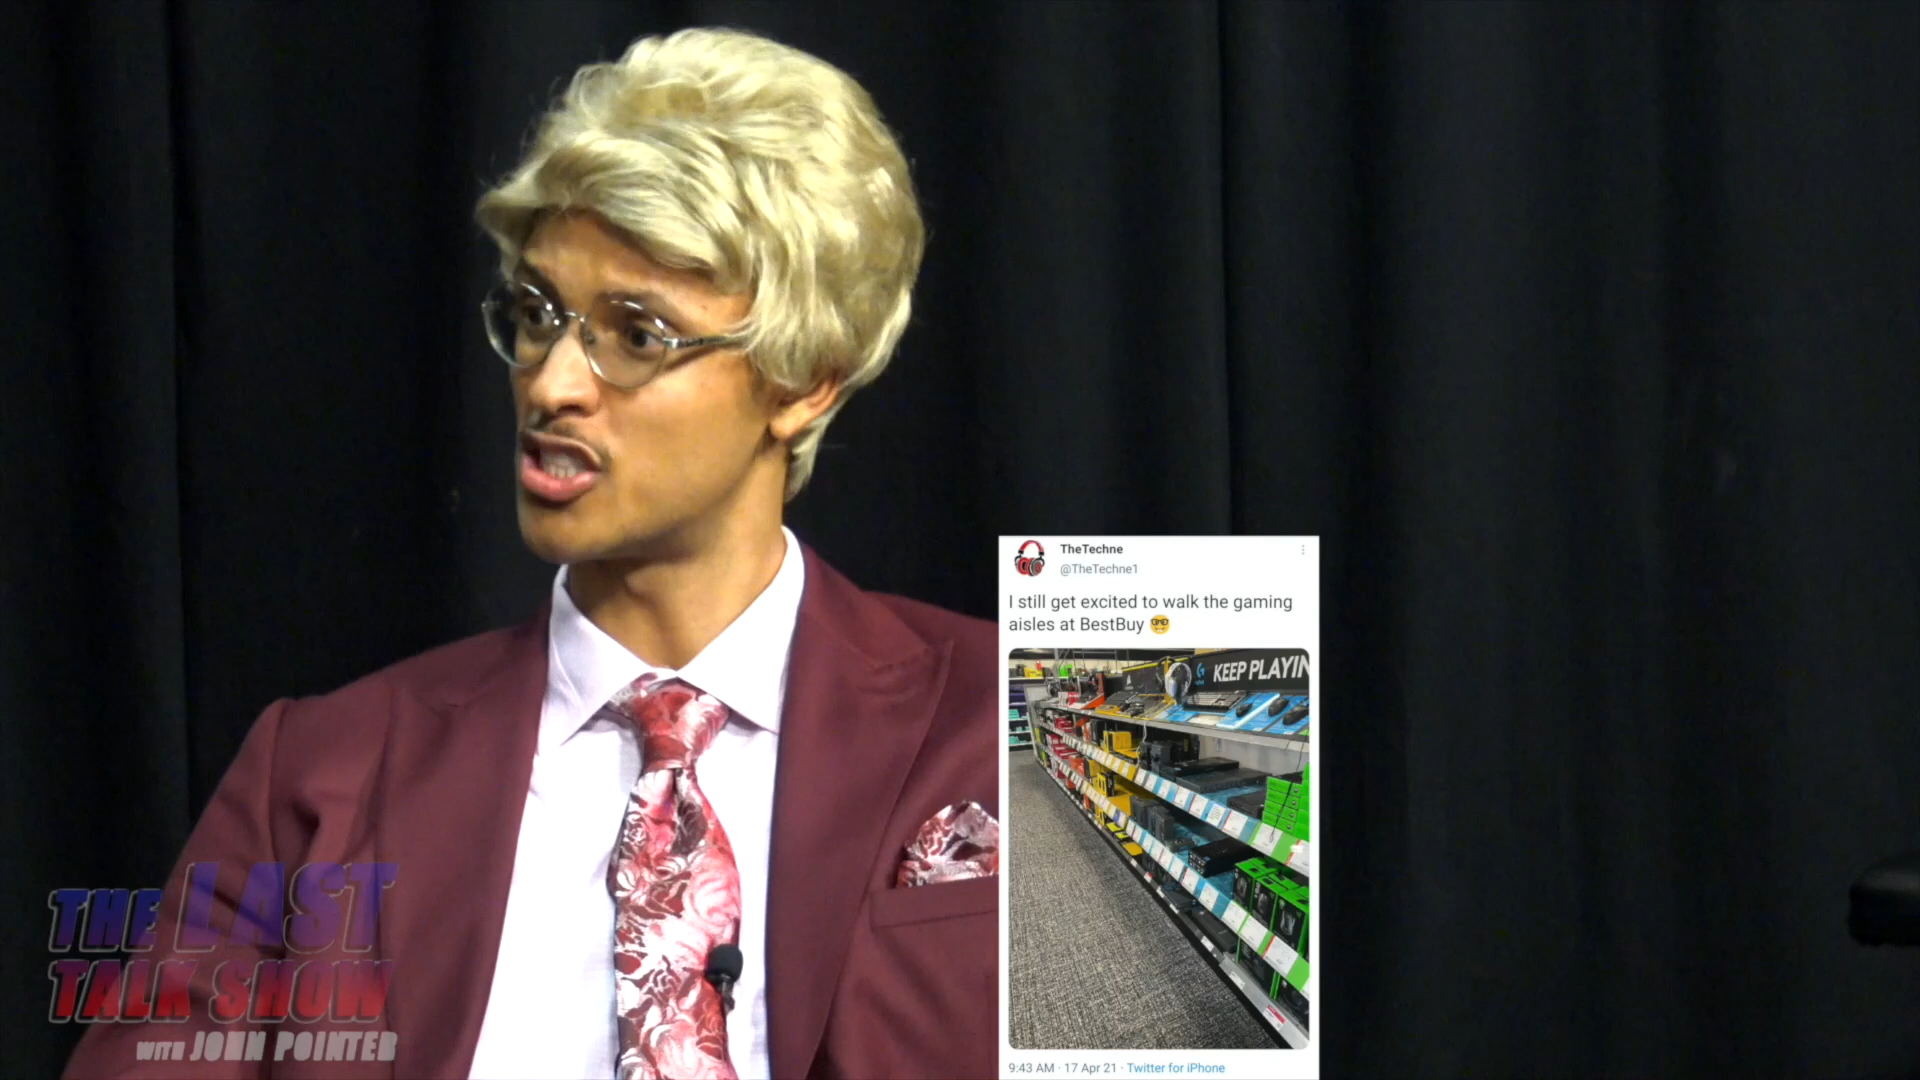 TheTechne
@TheTechne1
I still get excited to walk the gaming
aisles at BestBuy 🤓
KEEP PLAYIN
9:43 AM · 17 Apr 21 · Twitter for iPhone
THE LAST
TALK SHOW
WITH JOHN POINTER